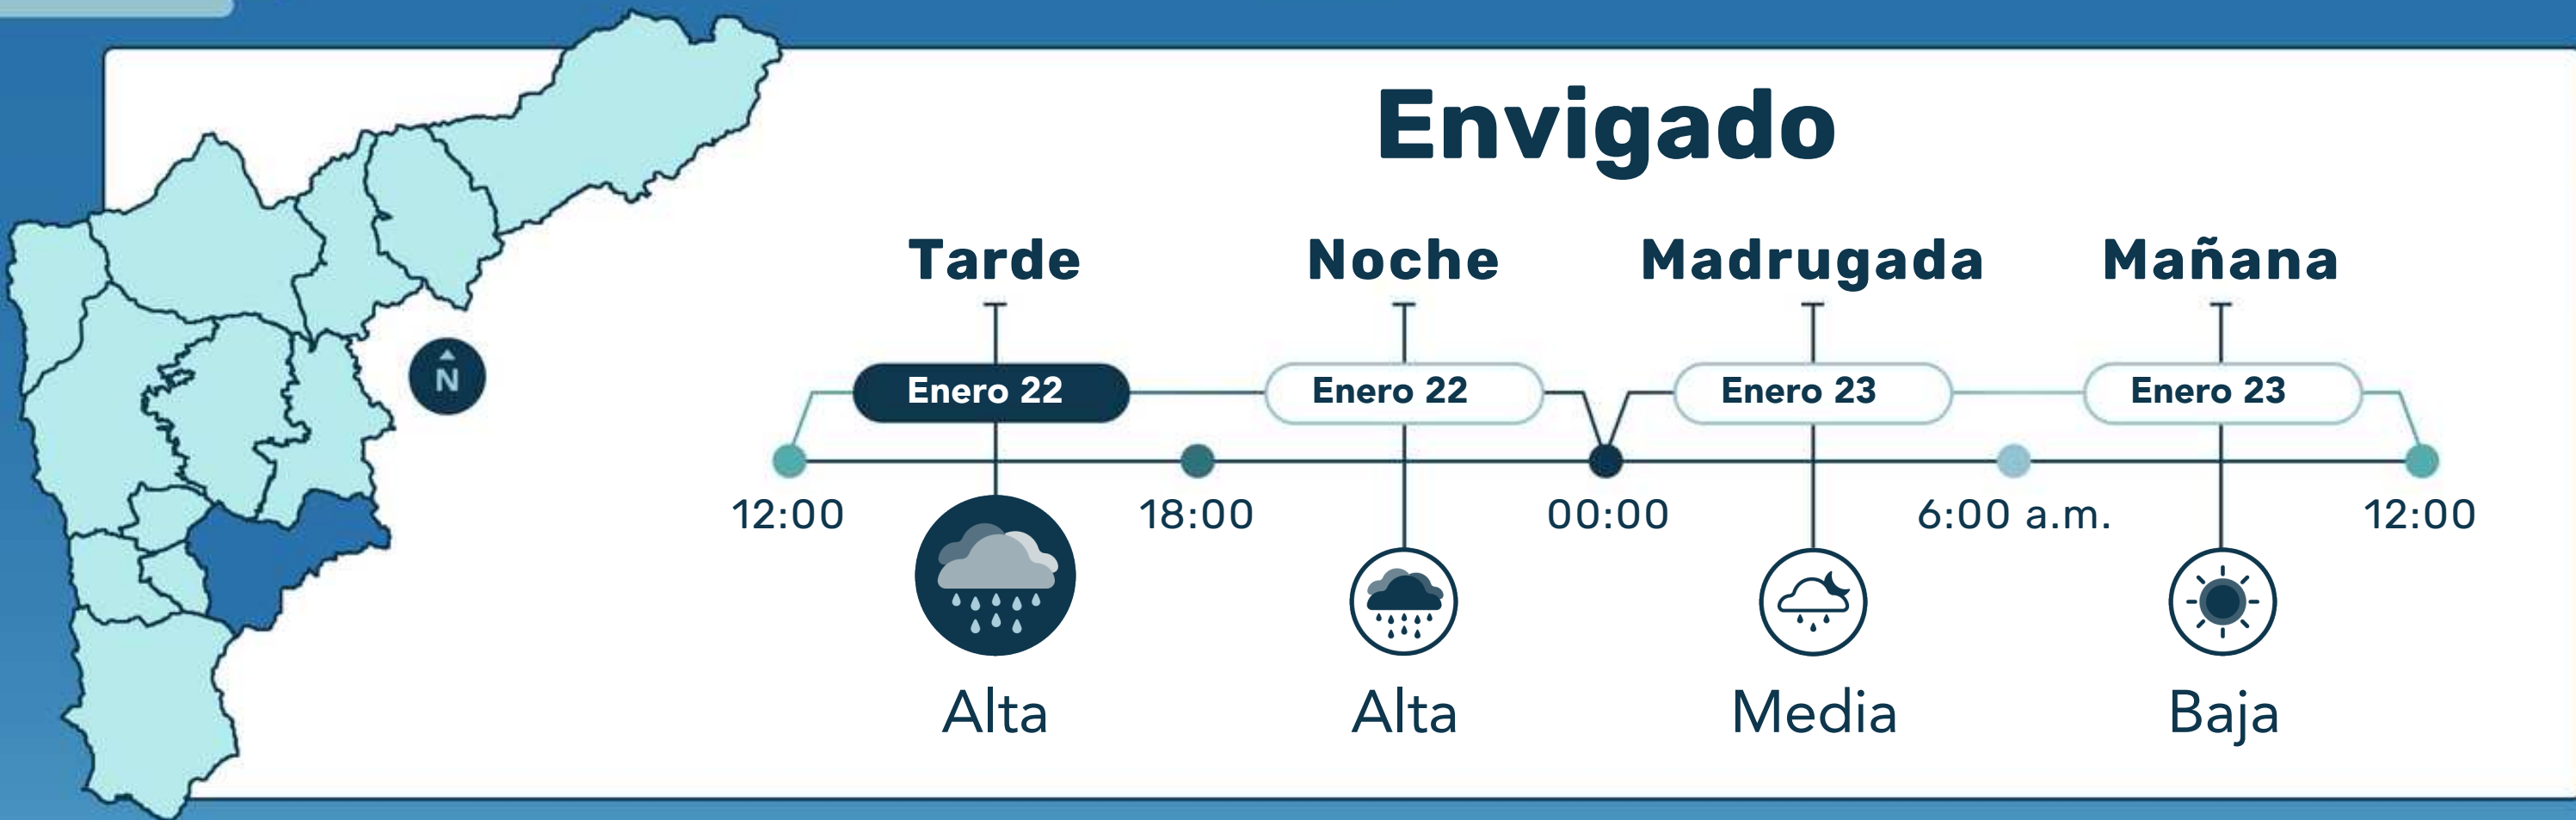 Envigado
Tarde Noche Madrugada Mañana
Enero 22 Enero 22 Enero 23 Enero 23
N
12:00 18:00 00:00 6:00 a.m. 12:00
Alta Alta Media Baja